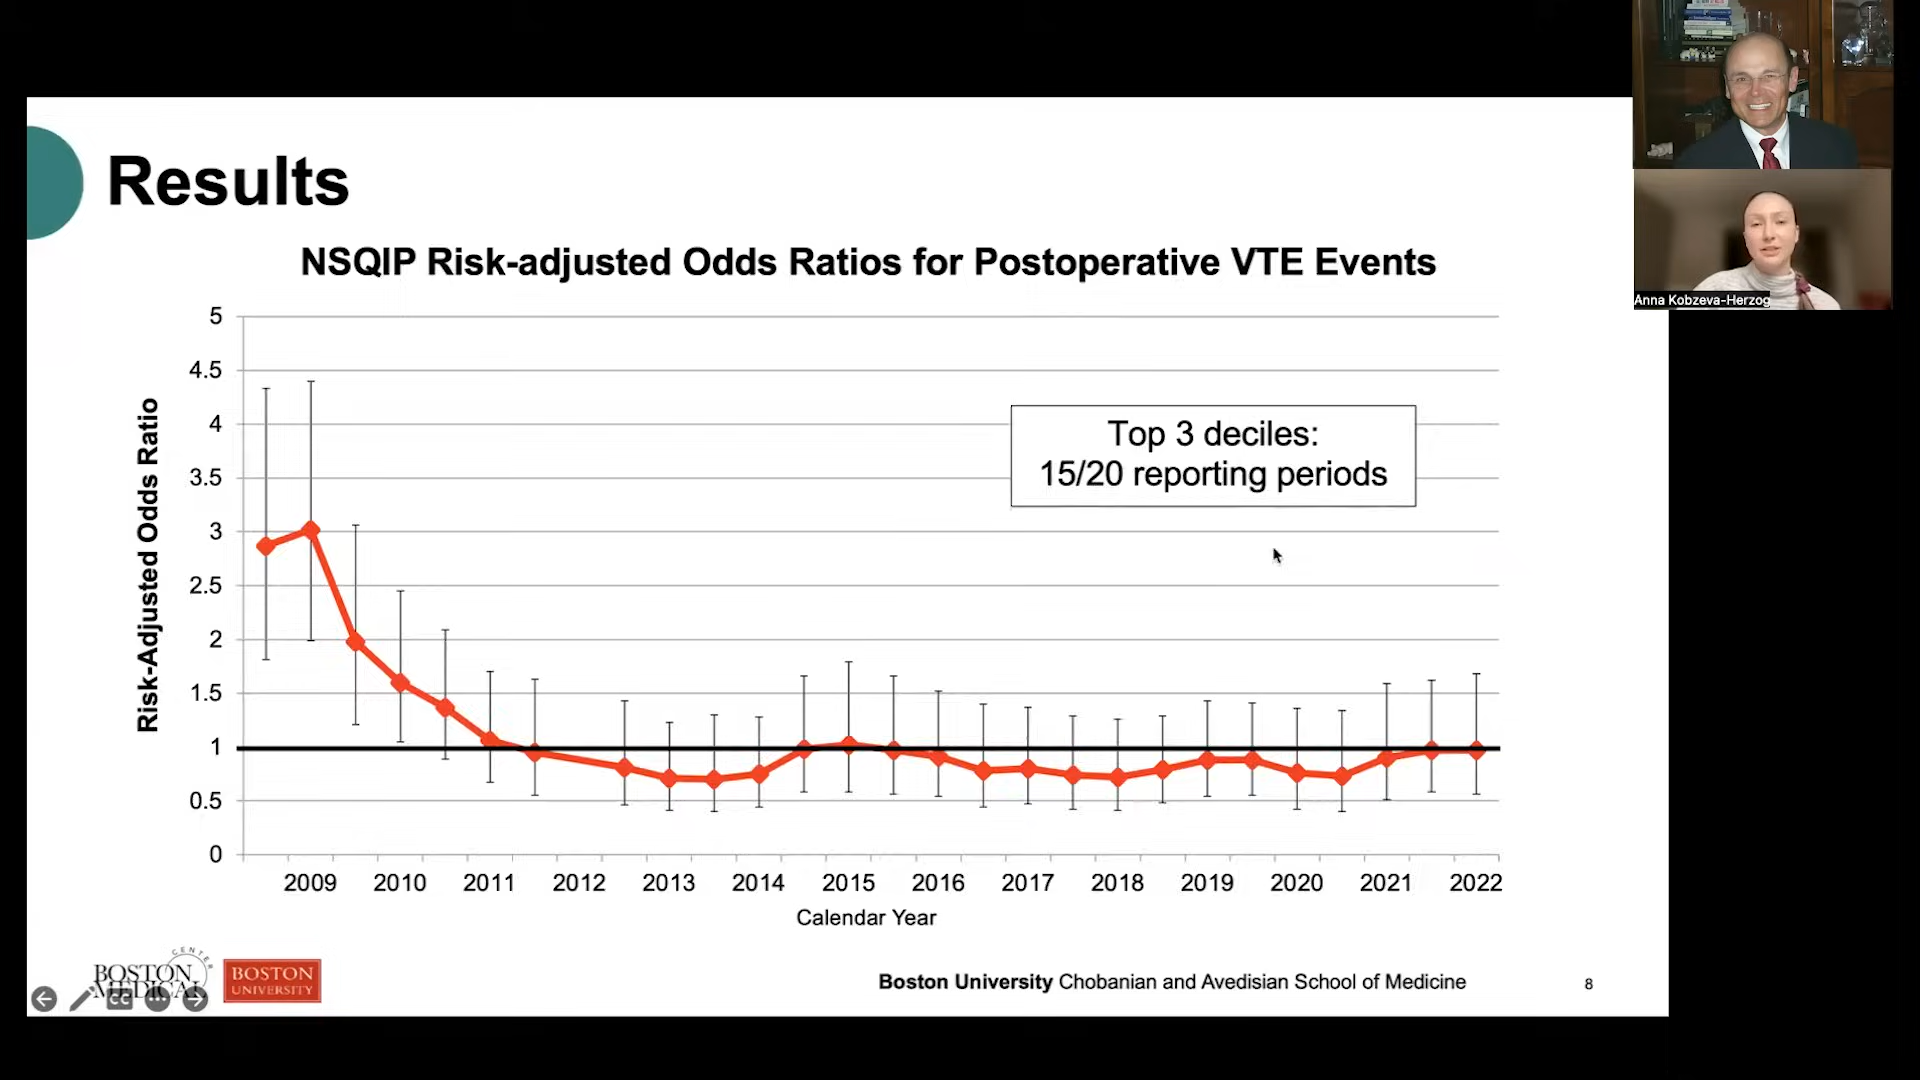 Results
NSQIP Risk-adjusted Odds Ratios for Postoperative VTE Events
Risk-Adjusted Odds Ratio
5
4.5
4
3.5
3
2.5
2
1.5
1
0.5
0
Top 3 deciles:
15/20 reporting periods
2009 2010 2011 2012 2013 2014 2015 2016 2017 2018 2019 2020 2021 2022
Calendar Year
BOSTON
MEDICAL
CENTER
BOSTON
UNIVERSITY
CC
Boston University Chobanian and Avedisian School of Medicine
8
Anna Kobzeva-Herzog